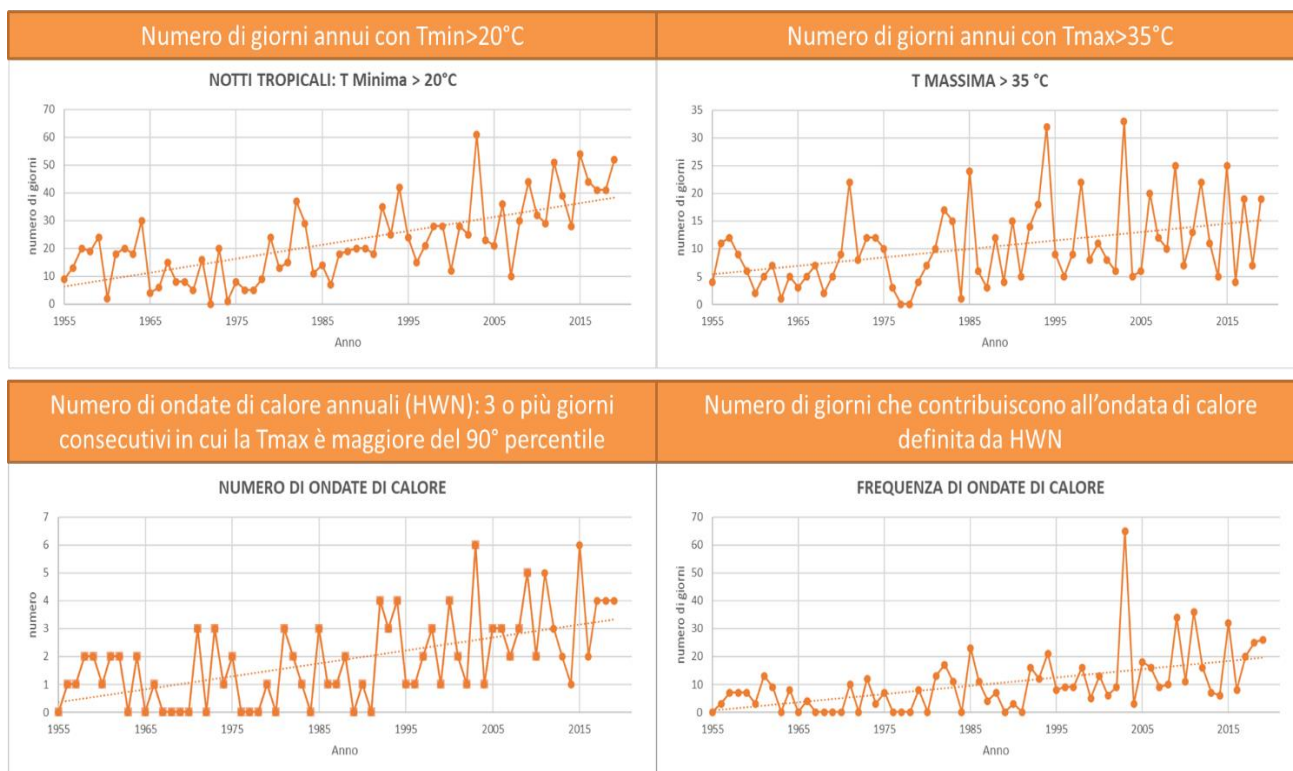 Numero di giorni annui con Tmin>20°C
NOTTI TROPICALI: T Minima > 20°C
numero di giorni
70
60
50
40
30
20
10
0
1955 1965 1975 1985 1995 2005 2015
Anno
Numero di giorni annui con Tmax>35°C
T MASSIMA > 35 °C
numero di giorni
35
30
25
20
15
10
5
0
1955 1965 1975 1985 1995 2005 2015
Anno
Numero di ondate di calore annuali (HWN): 3 o più giorni
consecutivi in cui la Tmax è maggiore del 90° percentile
NUMERO DI ONDATE DI CALORE
numero
7
6
5
4
3
2
1
0
1955 1965 1975 1985 1995 2005 2015
Anno
Numero di giorni che contribuiscono all’ondata di calore
definita da HWN
FREQUENZA DI ONDATE DI CALORE
numero di giorni
70
60
50
40
30
20
10
0
1955 1965 1975 1985 1995 2005 2015
Anno